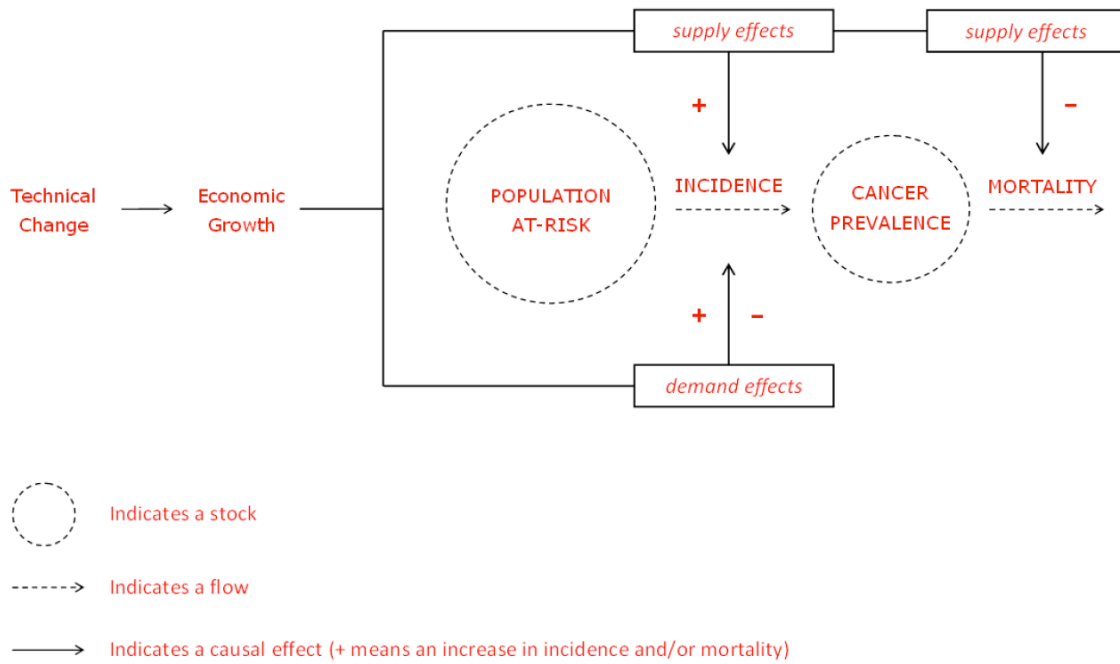 supply effects
supply effects
+
–
Technical
Change
Economic
Growth
POPULATION
AT-RISK
INCIDENCE
CANCER
PREVALENCE
MORTALITY
+ –
demand effects
Indicates a stock
Indicates a flow
Indicates a causal effect (+ means an increase in incidence and/or mortality)